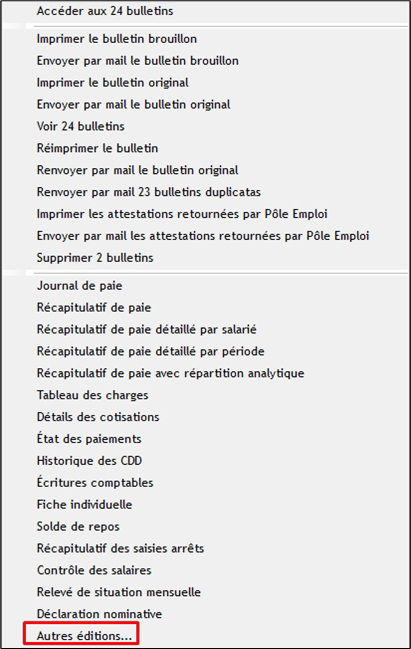 Accéder aux 24 bulletins
Imprimer le bulletin brouillon
Envoyer par mail le bulletin brouillon
Imprimer le bulletin original
Envoyer par mail le bulletin original
Voir 24 bulletins
Réimprimer le bulletin
Renvoyer par mail le bulletin original
Renvoyer par mail 23 bulletins duplicatas
Imprimer les attestations retournées par Pôle Emploi
Envoyer par mail les attestations retournées par Pôle Emploi
Supprimer 2 bulletins
Journal de paie
Récapitulatif de paie
Récapitulatif de paie détaillé par salarié
Récapitulatif de paie détaillé par période
Récapitulatif de paie avec répartition analytique
Tableau des charges
Détails des cotisations
État des paiements
Historique des CDD
Écritures comptables
Fiche individuelle
Solde de repos
Récapitulatif des saisies arrêts
Contrôle des salaires
Relevé de situation mensuelle
Déclaration nominative
Autres éditions...